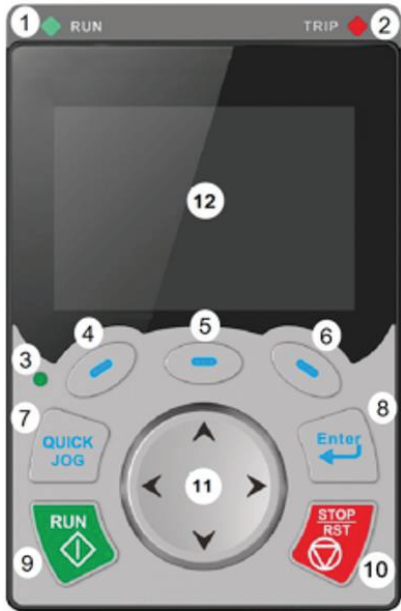 1 RUN TRIP 2
12
4 5 6
3
7 8
QUICK
JOG
Enter
11
RUN
STOP
RST
9 10